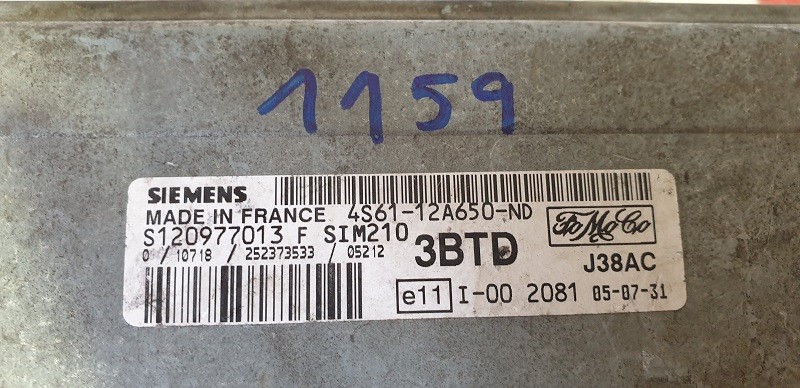 1159
SIEMENS
MADE IN FRANCE 4S61-12A650-ND
S120977013 F SIM210
0 / 10718 / 252373533 / 05212
3BTD
FoMoCo
J38AC
e11 I-00 2081 05-07-31